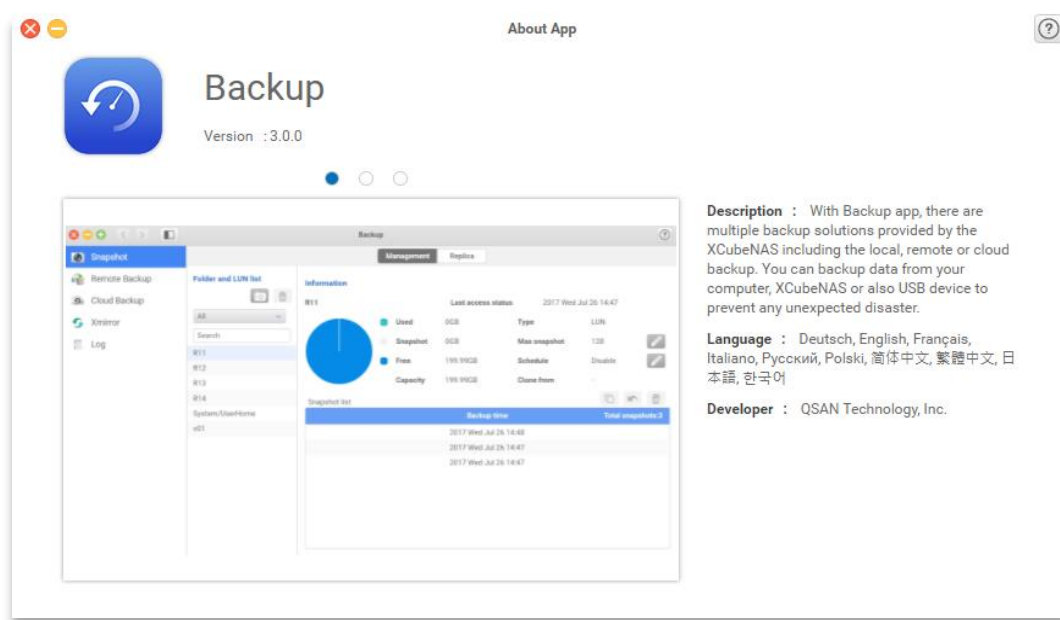 About App
Backup
Version : 3.0.0
Backup
Snapshot
Remote Backup
Cloud Backup
Xmirror
Log
Management Replica
Folder and LUN list
All
Search
R11
R12
R13
R14
System/UserHome
v01
Information
R11 Last access status 2017 Wed Jul 26 14:47
Used 0GB Type LUN
Snapshot 0GB Max snapshot 128
Free 199.99GB Schedule Disable
Capacity 199.99GB Clone from -
Snapshot list
Backup time Total snapshots:3
2017 Wed Jul 26 14:48
2017 Wed Jul 26 14:47
2017 Wed Jul 26 14:47
Description : With Backup app, there are
multiple backup solutions provided by the
XCubeNAS including the local, remote or cloud
backup. You can backup data from your
computer, XCubeNAS or also USB device to
prevent any unexpected disaster.
Language : Deutsch, English, Français,
Italiano, Русский, Polski, 简体中文, 繁體中文, 日
本語, 한국어
Developer : QSAN Technology, Inc.